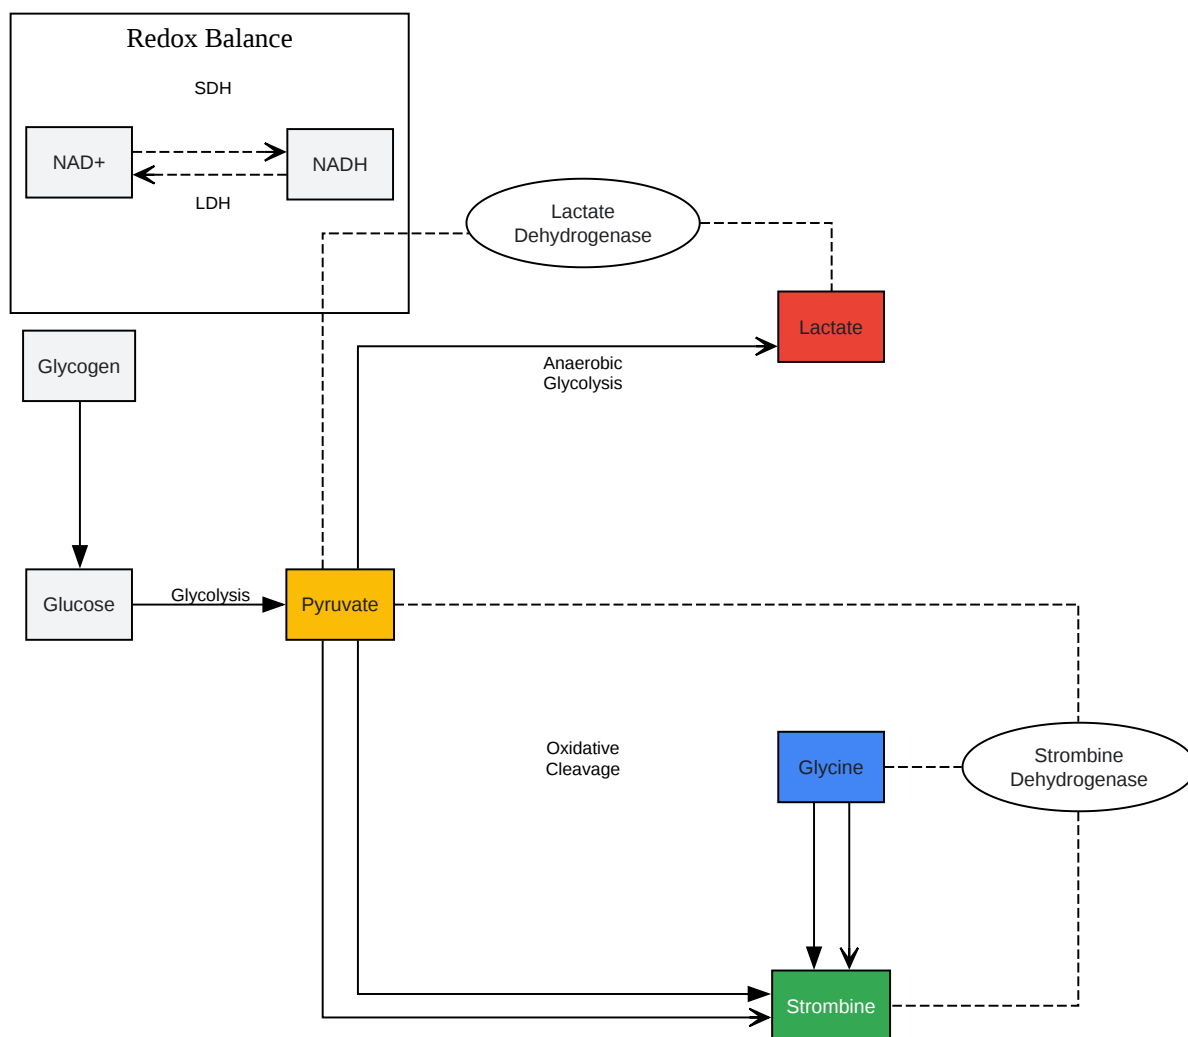 Redox Balance
SDH
NAD+
NADH
LDH
Lactate
Dehydrogenase
Lactate
Glycogen
Anaerobic
Glycolysis
Glucose
Glycolysis
Pyruvate
Oxidative
Cleavage
Glycine
Strombine
Dehydrogenase
Strombine